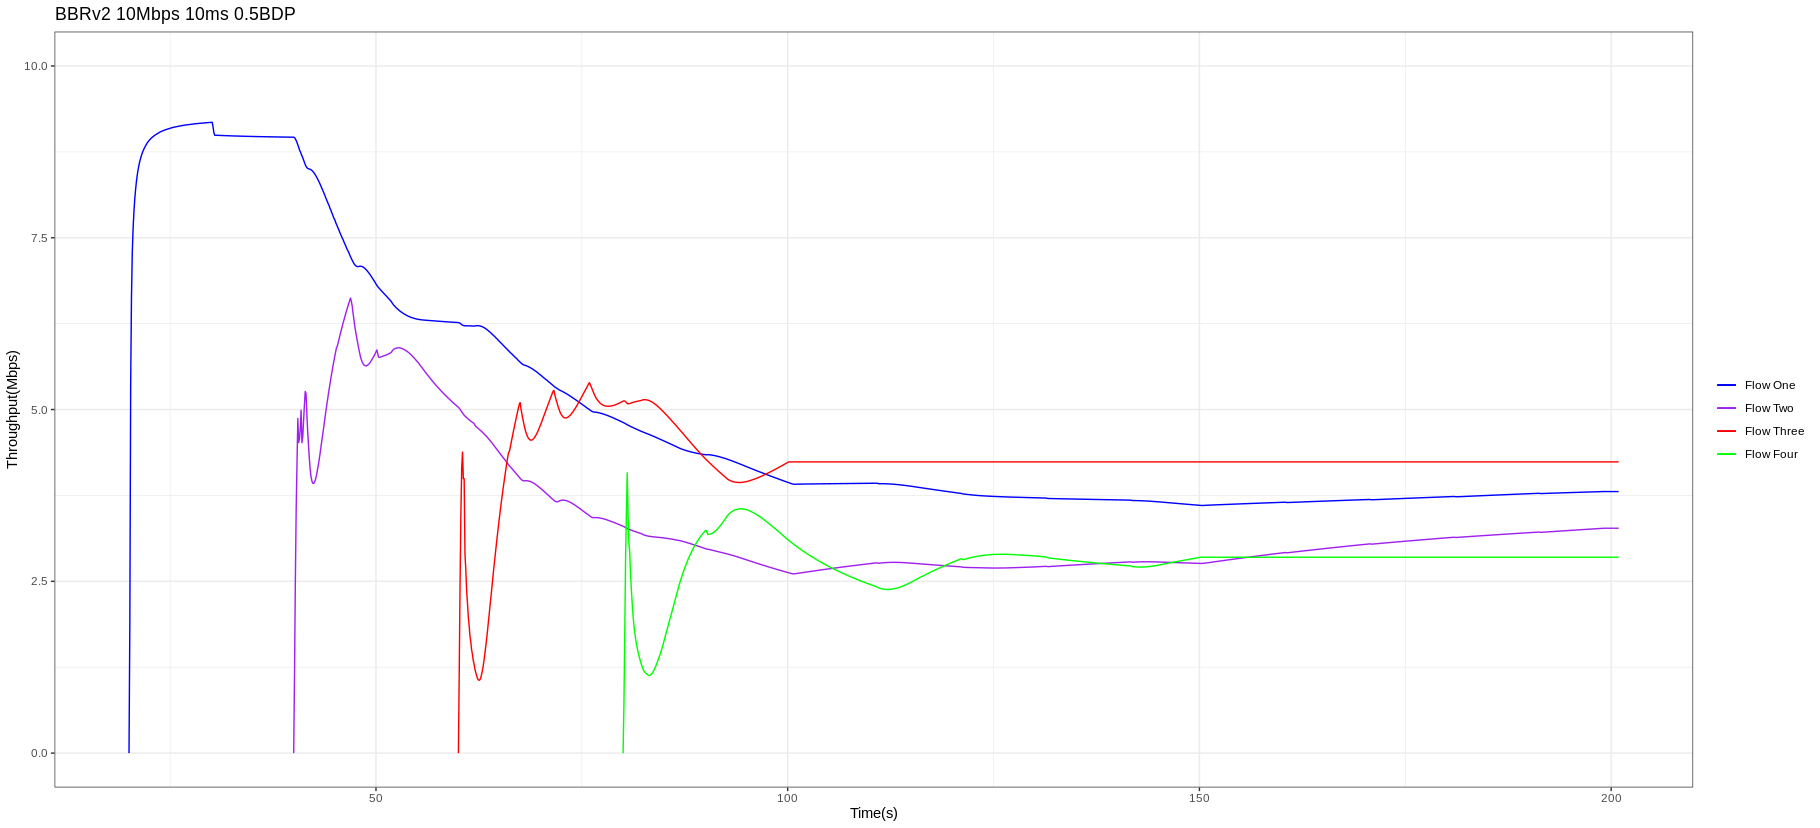 BBRv2 10Mbps 10ms 0.5BDP
10.0
7.5
5.0
2.5
0.0
Throughput(Mbps)
50
100
150
200
Time(s)
Flow One
Flow Two
Flow Three
Flow Four